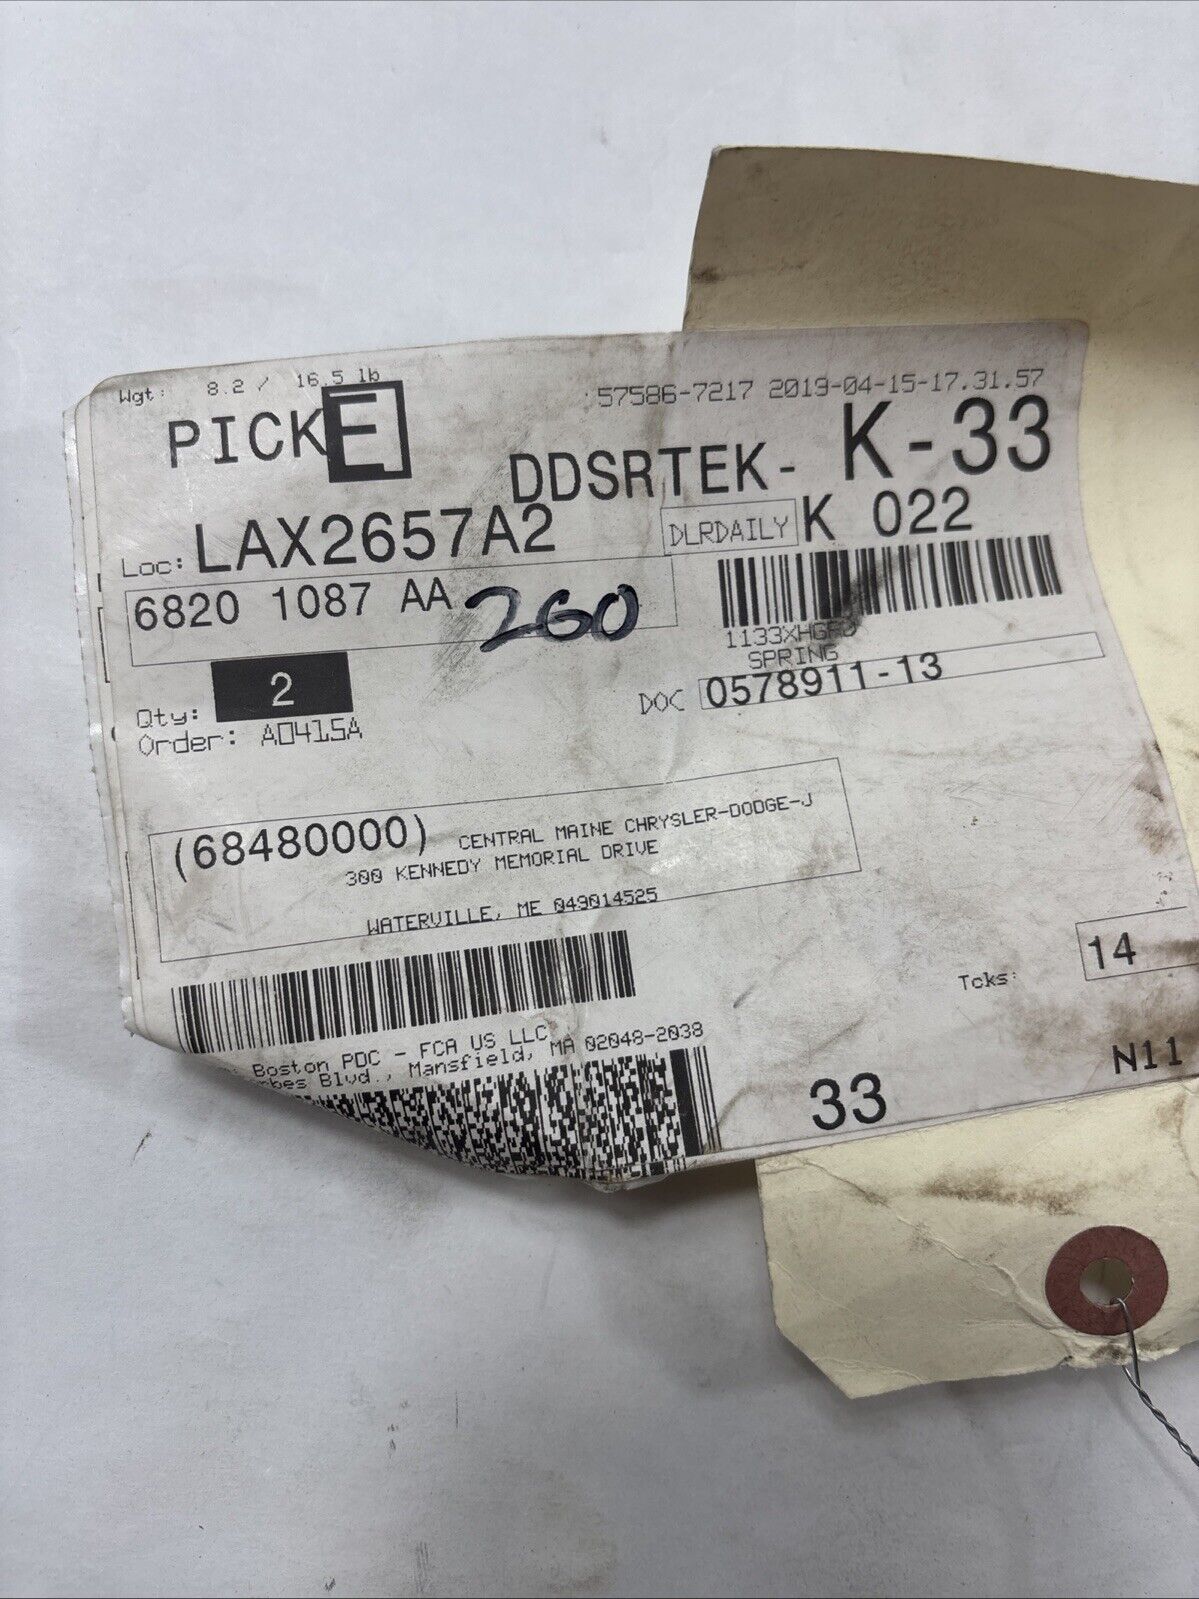 Wgt: 8.2 / 16.5 lb
57586-7217 2019-04-15-17.31.57
PICKE
DDSRTEK- K-33
Loc: LAX2657A2
DLRDAILY K 022
6820 1087 AA 260
SPRING
Qty: 2
DOC 0578911-13
Order: A0415A
(68480000) CENTRAL MAINE CHRYSLER-DODGE-J
300 KENNEDY MEMORIAL DRIVE
WATERVILLE, ME 049014525
Tcks: 14
Boston PDC - FCA US LLC
Blvd., Mansfield, MA 02048-2038
33
N11